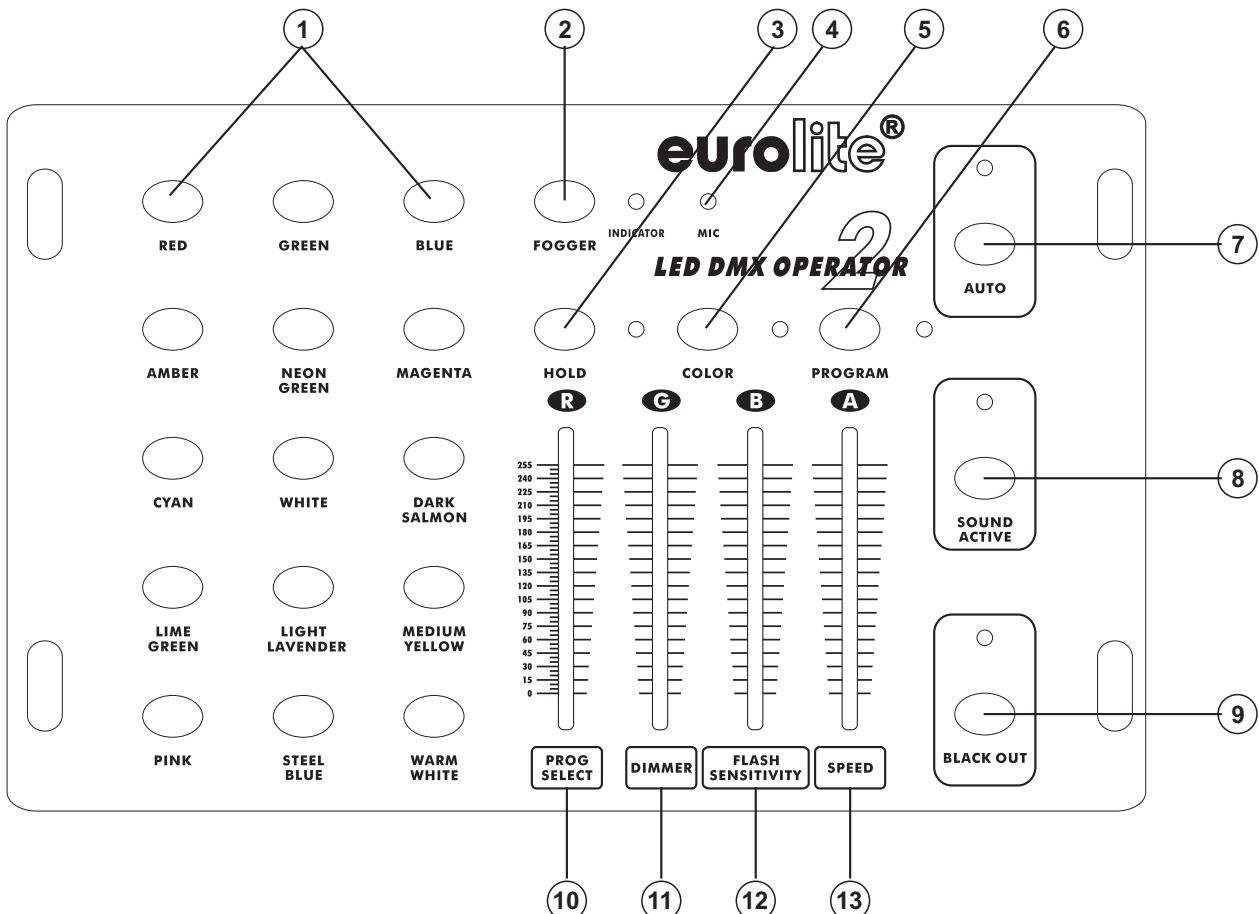 1 2 3 4 5 6
eurolite®
RED GREEN BLUE FOGGER INDICATOR MIC
2
LED DMX OPERATOR
AUTO
7
AMBER NEON GREEN MAGENTA HOLD COLOR PROGRAM
R G B A
255
240
225
210
195
180
165
150
135
120
105
90
75
60
45
30
15
0
CYAN WHITE DARK SALMON
SOUND ACTIVE
8
LIME GREEN LIGHT LAVENDER MEDIUM YELLOW
PINK STEEL BLUE WARM WHITE
PROG SELECT DIMMER FLASH SENSITIVITY SPEED
BLACK OUT
9
10 11 12 13